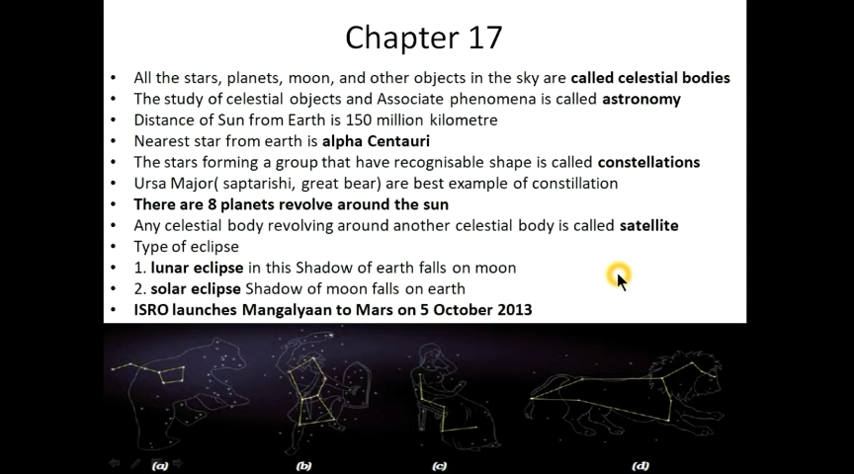 Chapter 17
• All the stars, planets, moon, and other objects in the sky are called celestial bodies
• The study of celestial objects and Associate phenomena is called astronomy
• Distance of Sun from Earth is 150 million kilometre
• Nearest star from earth is alpha Centauri
• The stars forming a group that have recognisable shape is called constellations
• Ursa Major( saptarishi, great bear) are best example of constillation
• There are 8 planets revolve around the sun
• Any celestial body revolving around another celestial body is called satellite
• Type of eclipse
• 1. lunar eclipse in this Shadow of earth falls on moon
• 2. solar eclipse Shadow of moon falls on earth
• ISRO launches Mangalyaan to Mars on 5 October 2013
(a) (b) (c) (d)